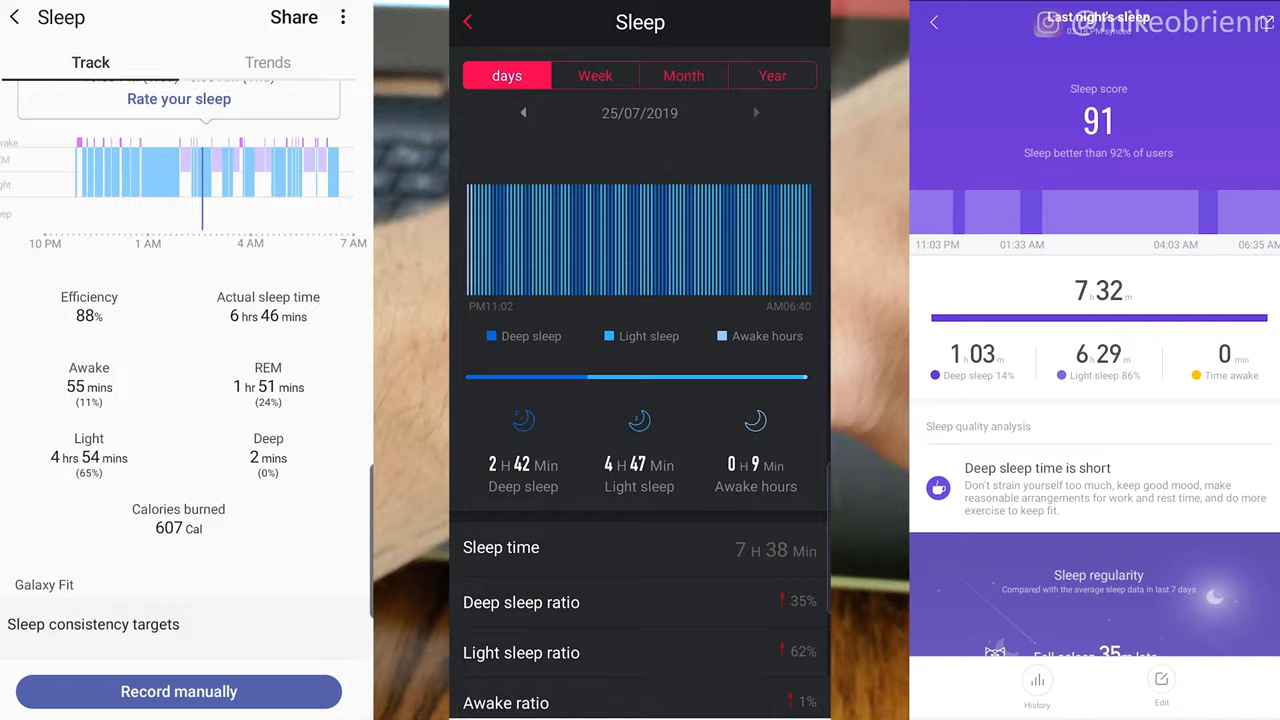 Sleep
Share
Track
Trends
Rate your sleep
10 PM
1 AM
4 AM
7 AM
Efficiency
Actual sleep time
88%
6 hrs 46 mins
Awake
REM
55 mins
1 hr 51 mins
(11%)
(24%)
Light
Deep
4 hrs 54 mins
2 mins
(65%)
(0%)
Calories burned
607 Cal
Galaxy Fit
Sleep consistency targets
Record manually
Sleep
days
Week
Month
Year
25/07/2019
PM11:02
AM06:40
Deep sleep
Light sleep
Awake hours
2 H 42 Min
4 H 47 Min
0 H 9 Min
Deep sleep
Light sleep
Awake hours
Sleep time
7 H 38 Min
Deep sleep ratio
35%
Light sleep ratio
62%
Awake ratio
1%
Last night's sleep
@mikeobrienn
Sleep score
91
Sleep better than 92% of users
11:03 PM
01:33 AM
04:03 AM
06:35 AM
7 h 32 m
1 h 03 m
6 h 29 m
0 min
Deep sleep 14%
Light sleep 86%
Time awake
Sleep quality analysis
Deep sleep time is short
Don't strain yourself too much, keep good mood, make
reasonable arrangements for work and rest time, and do more
exercise to keep fit.
Sleep regularity
Compared with the average sleep data in last 7 days
35m
History
Edit